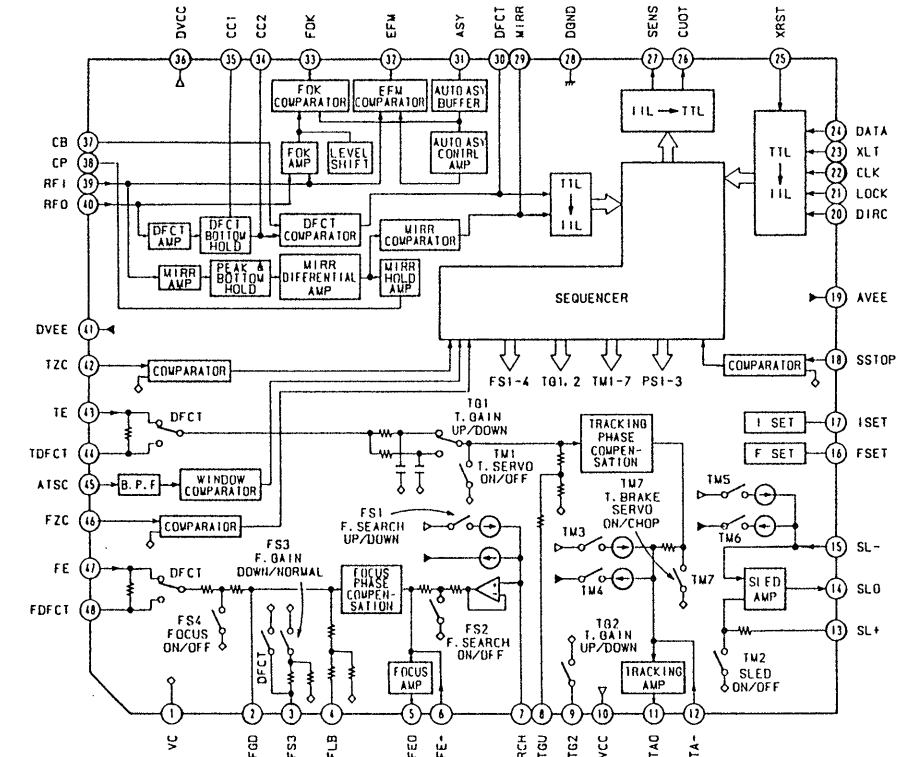 DVCC CC1 CC2 FOK EFM ASY DFCT MIRR DGND SENS CUOT XRST
36 35 34 33 32 31 30 29 28 27 26 25
FOK COMPARATOR
EFM COMPARATOR
AUTO ASY BUFFER
IIL → TTL
CB 37
CP 38
RFI 39
RFO 40
FOK AMP
LEVEL SHIFT
AUTO ASY CONTRL AMP
TTL ↓ IIL
TTL ↓ IIL
24 DATA
23 XLT
22 CLK
21 LOCK
20 DIRC
DFCT AMP
DFCT BOTTOM HOLD
DFCT COMPARATOR
MIRR COMPARATOR
MIRR AMP
PEAK & BOTTOM HOLD
MIRR DIFERENTIAL AMP
MIRR HOLD AMP
SEQUENCER
19 AVEE
DVEE 41
TZC 42
COMPARATOR
FS1-4 TG1, 2 TM1-7 PS1-3
COMPARATOR
18 SSTOP
TE 43
DFCT
TG1
T. GAIN
UP/DOWN
TRACKING PHASE COMPENSATION
I SET
17 ISET
TDFCT 44
TM1
T. SERVO
ON/OFF
F SET
16 FSET
ATSC 45
B.P.F
WINDOW COMPARATOR
TM7
T. BRAKE
SERVO
ON/CHOP
TM5
FZC 46
COMPARATOR
FS1
F. SEARCH
UP/DOWN
TM3
TM6
15 SL-
FE 47
DFCT
FS3
F. GAIN
DOWN/NORMAL
FOCUS PHASE COMPENSATION
TM4
TM7
SLED AMP
14 SLO
FDFCT 48
FS4
FOCUS
ON/OFF
FS2
F. SEARCH
ON/OFF
TG2
T. GAIN
UP/DOWN
13 SL+
DFCT
FOCUS AMP
TRACKING AMP
TM2
SLED
ON/OFF
1 2 3 4 5 6 7 8 9 10 11 12
VC FGD FS3 FLB FEO FE- RCH TGU TG2 VCC TAO TA-